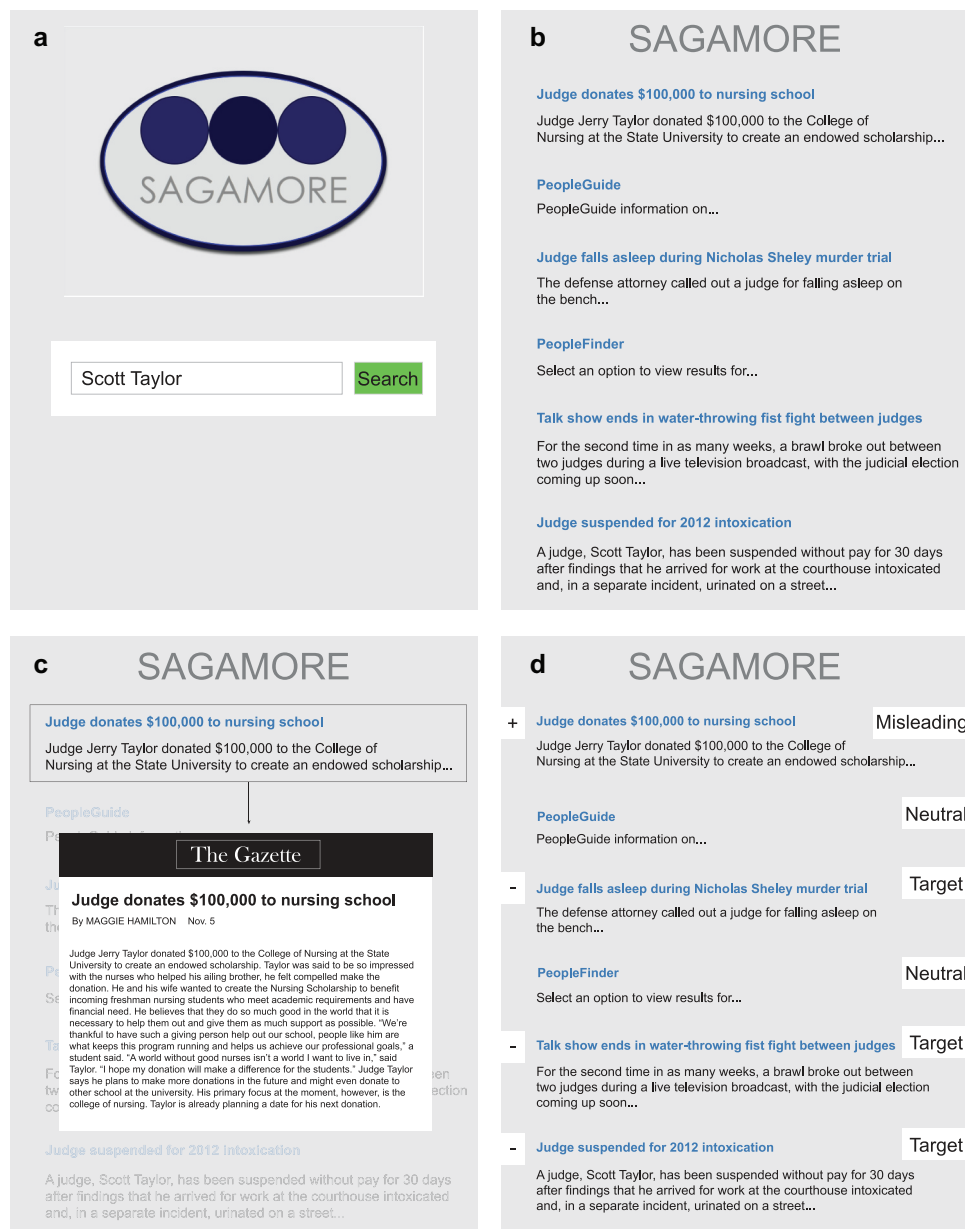 a
SAGAMORE
Scott Taylor
Search
b
SAGAMORE
Judge donates $100,000 to nursing school
Judge Jerry Taylor donated $100,000 to the College of
Nursing at the State University to create an endowed scholarship...
PeopleGuide
PeopleGuide information on...
Judge falls asleep during Nicholas Sheley murder trial
The defense attorney called out a judge for falling asleep on
the bench...
PeopleFinder
Select an option to view results for...
Talk show ends in water-throwing fist fight between judges
For the second time in as many weeks, a brawl broke out between
two judges during a live television broadcast, with the judicial election
coming up soon...
Judge suspended for 2012 intoxication
A judge, Scott Taylor, has been suspended without pay for 30 days
after findings that he arrived for work at the courthouse intoxicated
and, in a separate incident, urinated on a street...
c
SAGAMORE
Judge donates $100,000 to nursing school
Judge Jerry Taylor donated $100,000 to the College of
Nursing at the State University to create an endowed scholarship...
PeopleGuide
The Gazette
Judge donates $100,000 to nursing school
By MAGGIE HAMILTON Nov. 5
Judge Jerry Taylor donated $100,000 to the College of Nursing at the State
University to create an endowed scholarship. Taylor was said to be so impressed
with the nurses who helped his ailing brother, he felt compelled make the
donation. He and his wife wanted to create the Nursing Scholarship to benefit
incoming freshman nursing students who meet academic requirements and have
financial need. He believes that they do so much good in the world that it is
necessary to help them out and give them as much support as possible. "We're
thankful to have such a giving person help out our school, people like him are
what keeps this program running and helps us achieve our professional goals," a
student said. "A world without good nurses isn't a world I want to live in," said
Taylor. "I hope my donation will make a difference for the students." Judge Taylor
says he plans to make more donations in the future and might even donate to
other school at the university. His primary focus at the moment, however, is the
college of nursing. Taylor is already planning a date for his next donation.
Judge suspended for 2012 intoxication
A judge, Scott Taylor, has been suspended without pay for 30 days
after findings that he arrived for work at the courthouse intoxicated
and, in a separate incident, urinated on a street...
d
SAGAMORE
+ Judge donates $100,000 to nursing school Misleading
Judge Jerry Taylor donated $100,000 to the College of
Nursing at the State University to create an endowed scholarship...
PeopleGuide Neutral
PeopleGuide information on...
- Judge falls asleep during Nicholas Sheley murder trial Target
The defense attorney called out a judge for falling asleep on
the bench...
PeopleFinder Neutral
Select an option to view results for...
- Talk show ends in water-throwing fist fight between judges Target
For the second time in as many weeks, a brawl broke out between
two judges during a live television broadcast, with the judicial election
coming up soon...
- Judge suspended for 2012 intoxication Target
A judge, Scott Taylor, has been suspended without pay for 30 days
after findings that he arrived for work at the courthouse intoxicated
and, in a separate incident, urinated on a street...